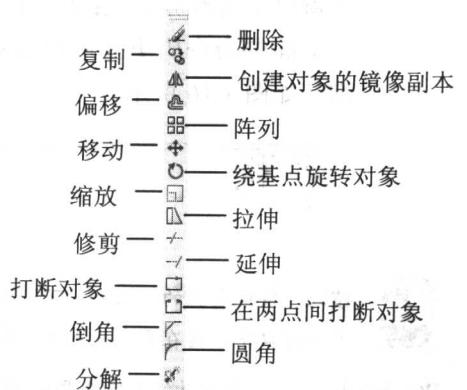 删除
复制
创建对象的镜像副本
偏移
阵列
移动
绕基点旋转对象
缩放
拉伸
修剪
延伸
打断对象
在两点间打断对象
倒角
圆角
分解